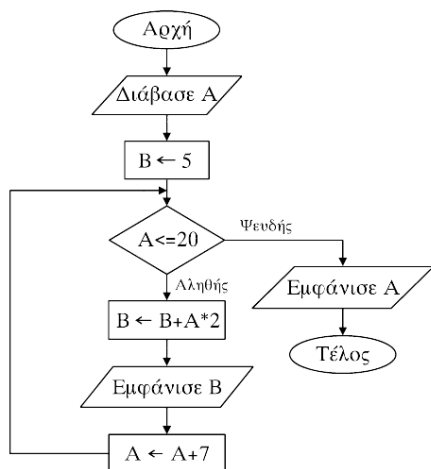 Αρχή
Διάβασε Α
Β ← 5
Α<=20
Ψευδής
Αληθής
Εμφάνισε Α
Β ← Β+Α*2
Τέλος
Εμφάνισε Β
Α ← Α+7